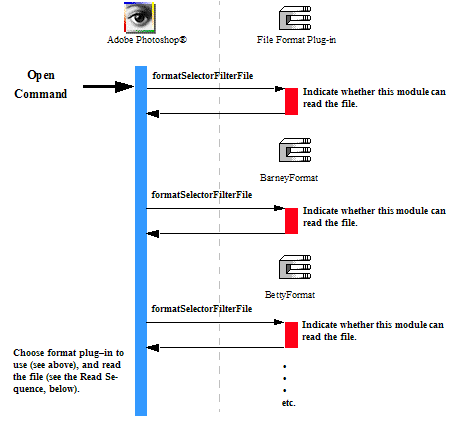 Adobe Photoshop®
File Format Plug-in
Open
Command
formatSelectorFilterFile
Indicate whether this module can
read the file.
BarneyFormat
formatSelectorFilterFile
Indicate whether this module can
read the file.
BettyFormat
formatSelectorFilterFile
Indicate whether this module can
read the file.
Choose format plug–in to
use (see above), and read
the file (see the Read Se-
quence, below).
etc.